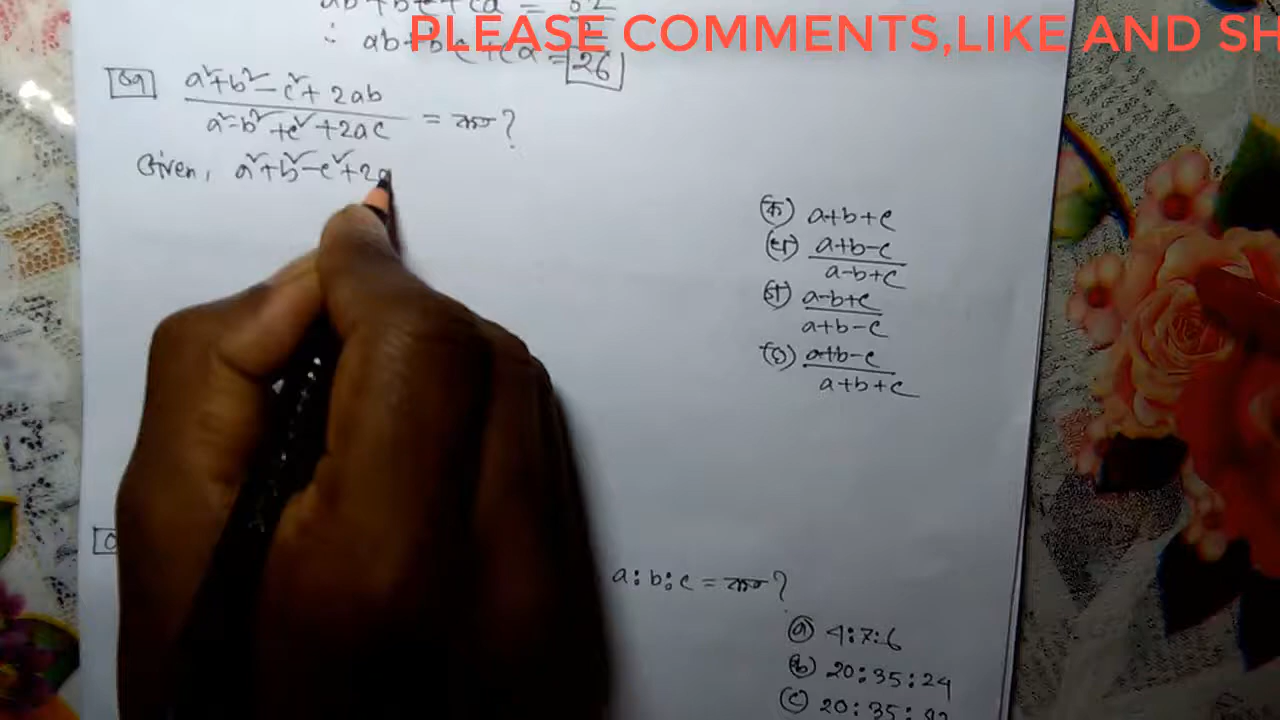 PLEASE COMMENTS,LIKE AND SH
∴ ab+bc+ca = 26
a²+b²-c²+2ab
a²-b²+c²+2ac = কত?
Given, a²+b²-c²+2a
(ক) a+b+c
(খ) a+b-c
a-b+c
(গ) a-b+c
a+b-c
(ঘ) a+b-c
a+b+c
a:b:c = কত?
(a) 4:7:6
(b) 20:35:24
(c) 20:35: